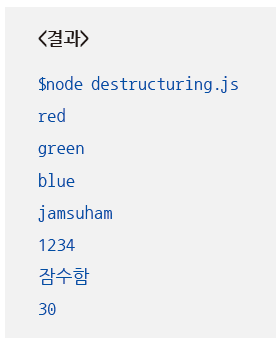 <결과>
$node destructuring.js
red
green
blue
jamsuham
1234
잠수함
30